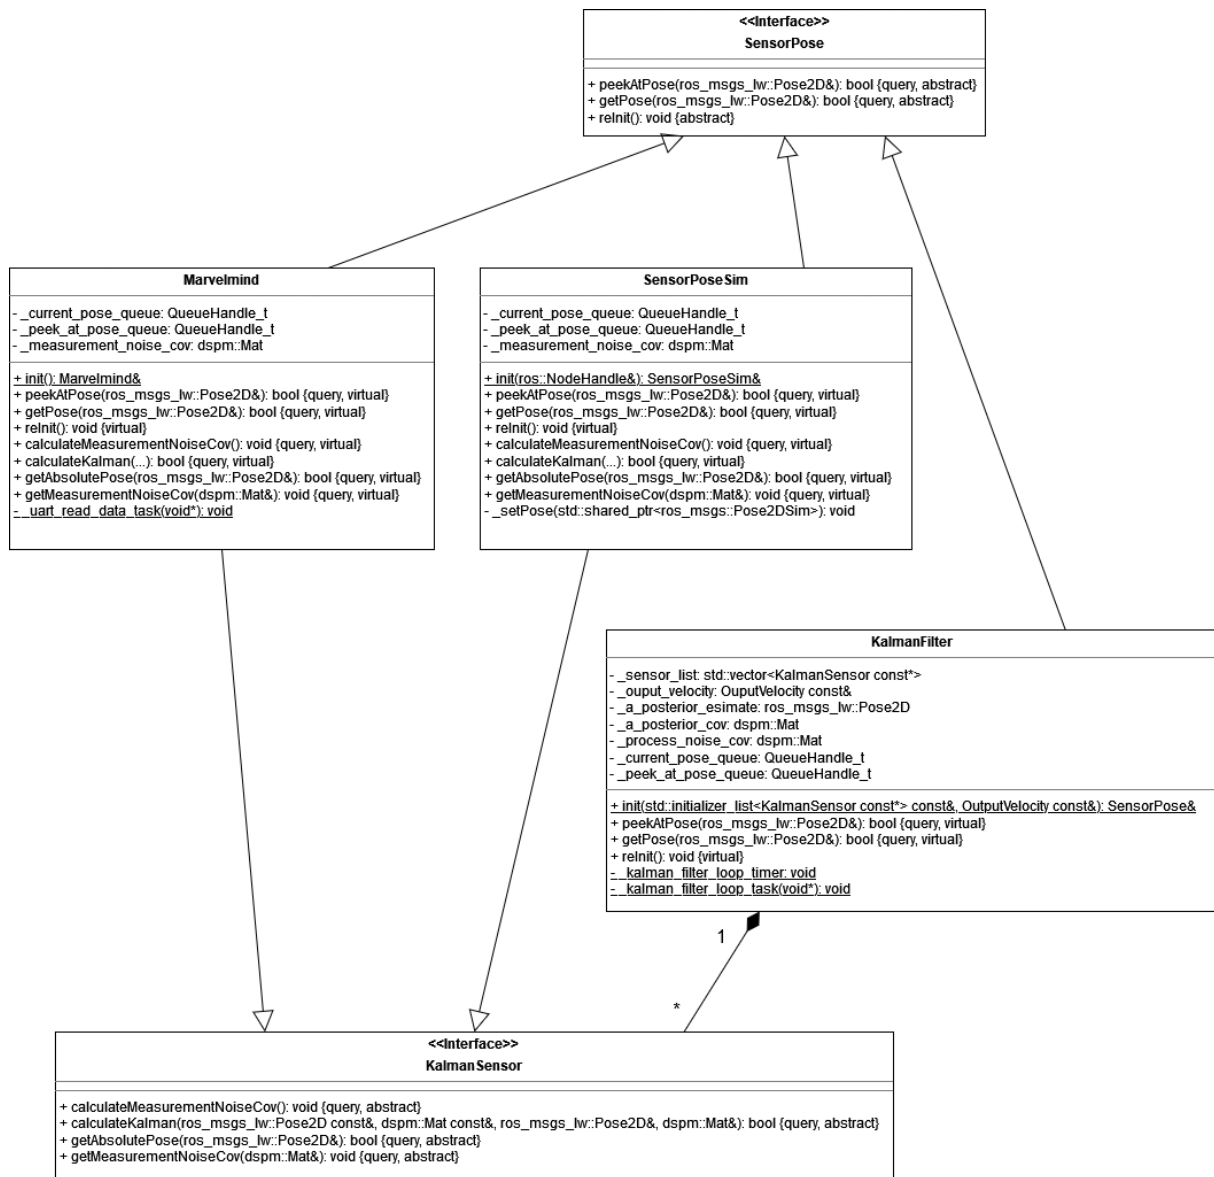 <<Interface>>
SensorPose
+ peekAtPose(ros_msgs_lw::Pose2D&): bool {query, abstract}
+ getPose(ros_msgs_lw::Pose2D&): bool {query, abstract}
+ reInit(): void {abstract}
Marvelmind
- _current_pose_queue: QueueHandle_t
- _peek_at_pose_queue: QueueHandle_t
- _measurement_noise_cov: dspm::Mat
+ init(): Marvelmind&
+ peekAtPose(ros_msgs_lw::Pose2D&): bool {query, virtual}
+ getPose(ros_msgs_lw::Pose2D&): bool {query, virtual}
+ reInit(): void {virtual}
+ calculateMeasurementNoiseCov(): void {query, virtual}
+ calculateKalman(...): bool {query, virtual}
+ getAbsolutePose(ros_msgs_lw::Pose2D&): bool {query, virtual}
+ getMeasurementNoiseCov(dspm::Mat&): void {query, virtual}
- _uart_read_data_task(void*): void
SensorPoseSim
- _current_pose_queue: QueueHandle_t
- _peek_at_pose_queue: QueueHandle_t
- _measurement_noise_cov: dspm::Mat
+ init(ros::NodeHandle&): SensorPoseSim&
+ peekAtPose(ros_msgs_lw::Pose2D&): bool {query, virtual}
+ getPose(ros_msgs_lw::Pose2D&): bool {query, virtual}
+ reInit(): void {virtual}
+ calculateMeasurementNoiseCov(): void {query, virtual}
+ calculateKalman(...): bool {query, virtual}
+ getAbsolutePose(ros_msgs_lw::Pose2D&): bool {query, virtual}
+ getMeasurementNoiseCov(dspm::Mat&): void {query, virtual}
- _setPose(std::shared_ptr<ros_msgs::Pose2DSim>): void
KalmanFilter
- _sensor_list: std::vector<KalmanSensor const*>
- _ouput_velocity: OuputVelocity const&
- _a_posterior_esimate: ros_msgs_lw::Pose2D
- _a_posterior_cov: dspm::Mat
- _process_noise_cov: dspm::Mat
- _current_pose_queue: QueueHandle_t
- _peek_at_pose_queue: QueueHandle_t
+ init(std::initializer_list<KalmanSensor const*> const&, OutputVelocity const&): SensorPose&
+ peekAtPose(ros_msgs_lw::Pose2D&): bool {query, virtual}
+ getPose(ros_msgs_lw::Pose2D&): bool {query, virtual}
+ reInit(): void {virtual}
- _kalman_filter_loop_timer: void
- _kalman_filter_loop_task(void*): void
1
*
<<Interface>>
KalmanSensor
+ calculateMeasurementNoiseCov(): void {query, abstract}
+ calculateKalman(ros_msgs_lw::Pose2D const&, dspm::Mat const&, ros_msgs_lw::Pose2D&, dspm::Mat&): bool {query, abstract}
+ getAbsolutePose(ros_msgs_lw::Pose2D&): bool {query, abstract}
+ getMeasurementNoiseCov(dspm::Mat&): void {query, abstract}